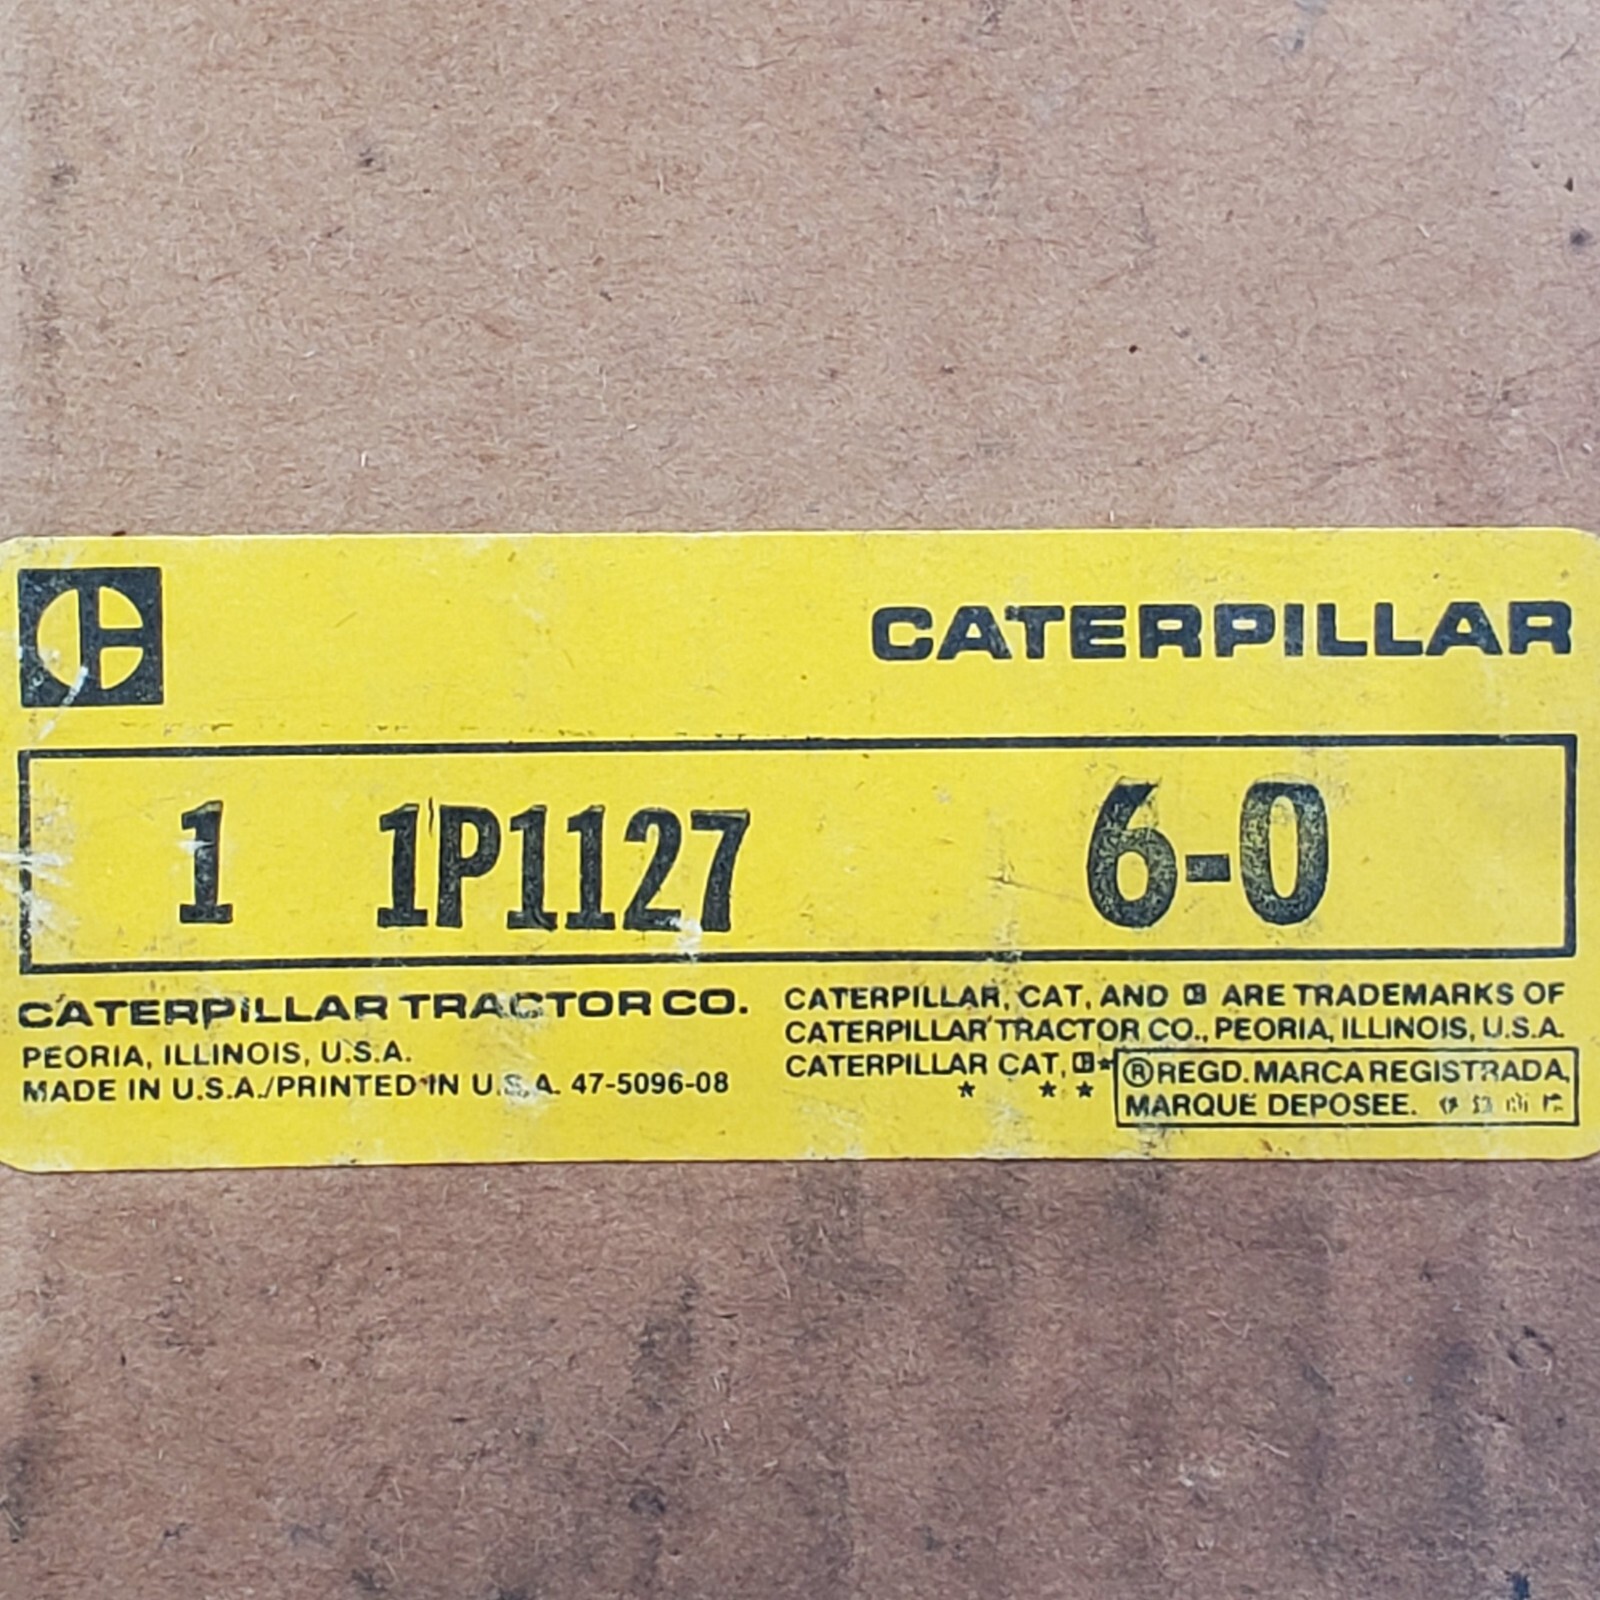 CATERPILLAR
1 1P1127 6-0
CATERPILLAR TRACTOR CO.
PEORIA, ILLINOIS, U.S.A.
MADE IN U.S.A./PRINTED IN U.S.A. 47-5096-08
CATERPILLAR, CAT, AND C ARE TRADEMARKS OF
CATERPILLAR TRACTOR CO., PEORIA, ILLINOIS, U.S.A.
CATERPILLAR CAT, C*
* * *
®REGD. MARCA REGISTRADA,
MARQUE DEPOSEE.